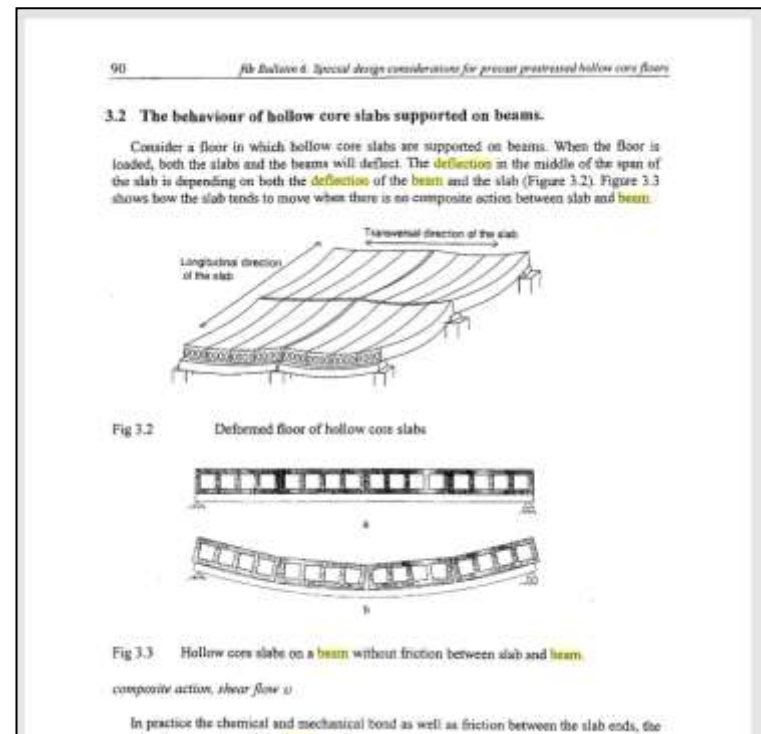 90 fib Bulletin 6: Special design considerations for precast prestressed hollow core floors
3.2 The behaviour of hollow core slabs supported on beams.
Consider a floor in which hollow core slabs are supported on beams. When the floor is
loaded, both the slabs and the beams will deflect. The deflection in the middle of the span of
the slab is depending on both the deflection of the beam and the slab (Figure 3.2). Figure 3.3
shows how the slab tends to move when there is no composite action between slab and beam.
Transversal direction of the slab
Longitudinal direction
of the slab
Fig 3.2 Deformed floor of hollow core slabs
a
b
Fig 3.3 Hollow core slabs on a beam without friction between slab and beam.
composite action, shear flow υ
In practice the chemical and mechanical bond as well as friction between the slab ends, the